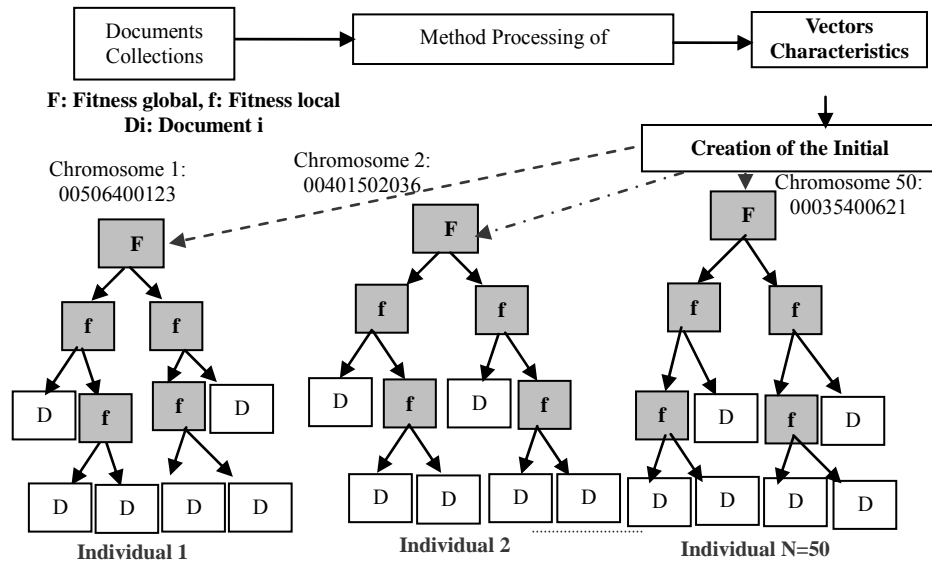 Documents
Collections
Method Processing of
Vectors
Characteristics
F: Fitness global, f: Fitness local
Di: Document i
Creation of the Initial
Chromosome 1:
00506400123
Chromosome 2:
00401502036
Chromosome 50:
00035400621
F
F
F
f
f
f
f
f
f
D
f
f
D
D
f
D
f
f
D
f
D
D
D
D
D
D
D
D
D
D
D
D
D
Individual 1
Individual 2
Individual N=50